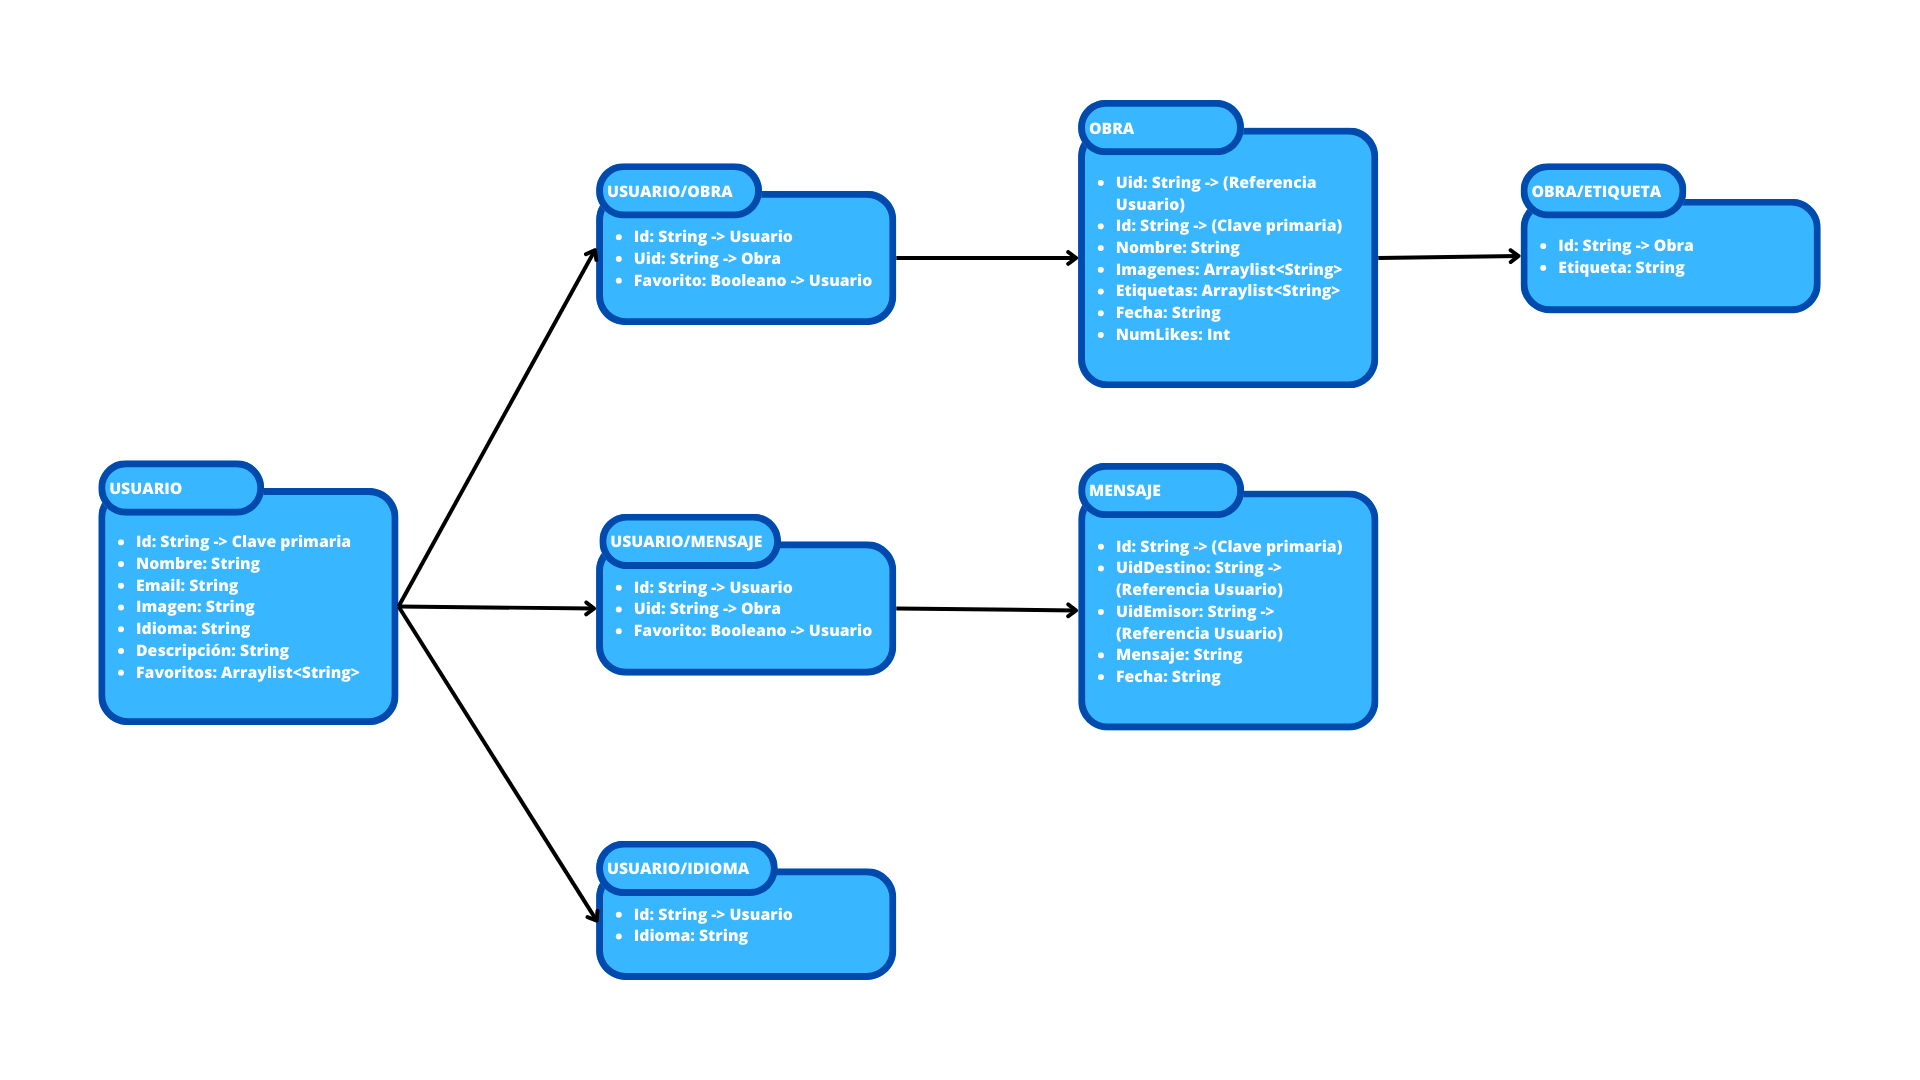 USUARIO
Id: String -> Clave primaria
Nombre: String
Email: String
Imagen: String
Idioma: String
Descripción: String
Favoritos: Arraylist<String>
USUARIO/OBRA
Id: String -> Usuario
Uid: String -> Obra
Favorito: Booleano -> Usuario
OBRA
Uid: String -> (Referencia
Usuario)
Id: String -> (Clave primaria)
Nombre: String
Imagenes: Arraylist<String>
Etiquetas: Arraylist<String>
Fecha: String
NumLikes: Int
OBRA/ETIQUETA
Id: String -> Obra
Etiqueta: String
USUARIO/MENSAJE
Id: String -> Usuario
Uid: String -> Obra
Favorito: Booleano -> Usuario
MENSAJE
Id: String -> (Clave primaria)
UidDestino: String ->
(Referencia Usuario)
UidEmisor: String ->
(Referencia Usuario)
Mensaje: String
Fecha: String
USUARIO/IDIOMA
Id: String -> Usuario
Idioma: String